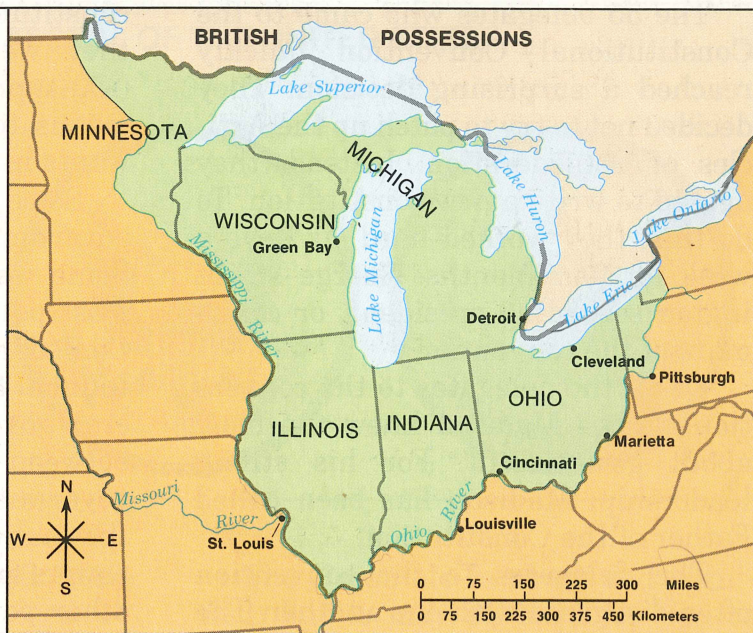 BRITISH POSSESSIONS
Lake Superior
MINNESOTA
MICHIGAN
Lake Huron
Lake Ontario
WISCONSIN
Green Bay
Mississippi
River
Lake Michigan
Detroit
Lake Erie
Cleveland
Pittsburgh
OHIO
INDIANA
ILLINOIS
Marietta
Cincinnati
Missouri
River
St. Louis
Ohio River
Louisville
N
W E
S
0 75 150 225 300 Miles
0 75 150 225 300 375 450 Kilometers